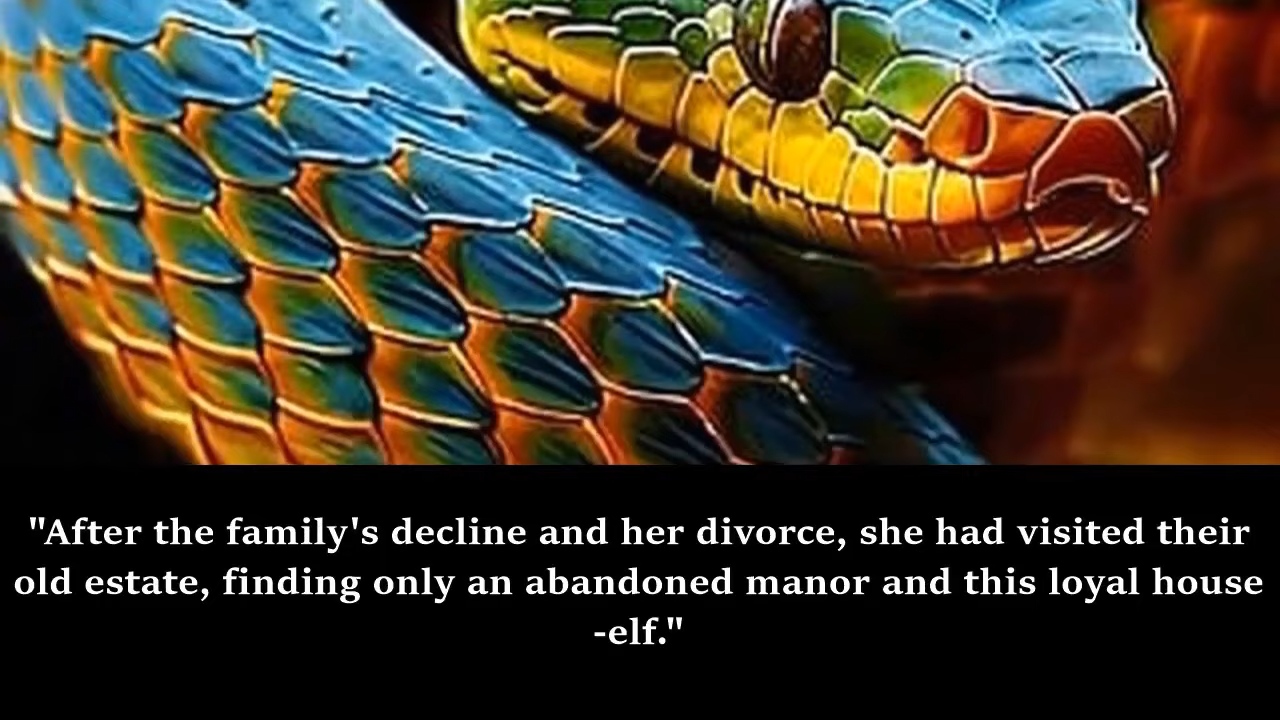 "After the family's decline and her divorce, she had visited their
old estate, finding only an abandoned manor and this loyal house
-elf."